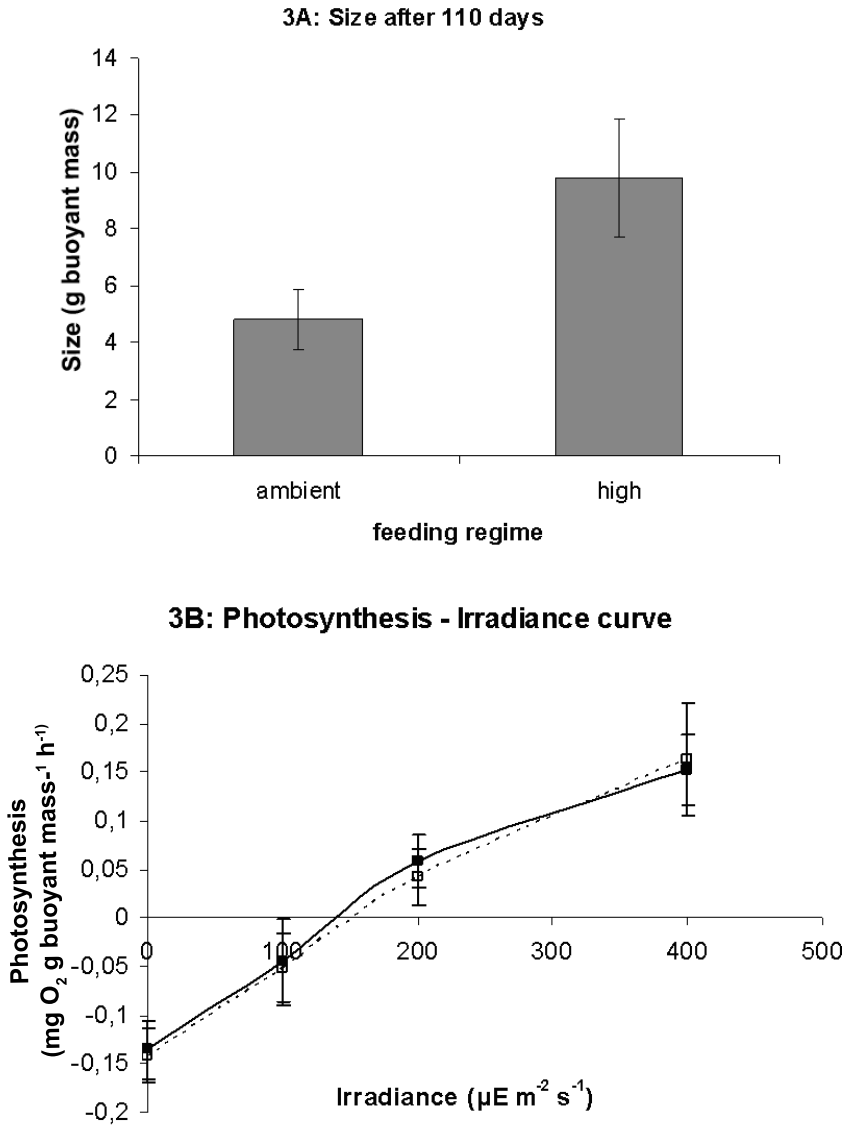 3A: Size after 110 days
14
12
10
8
6
4
2
0
Size (g buoyant mass)
ambient high
feeding regime
3B: Photosynthesis - Irradiance curve
0,25
0,2
0,15
0,1
0,05
0
-0,05
-0,1
-0,15
-0,2
Photosynthesis
(mg O₂ g buoyant mass-¹ h⁻¹)
0 100 200 300 400 500
Irradiance (µE m⁻² s⁻¹)